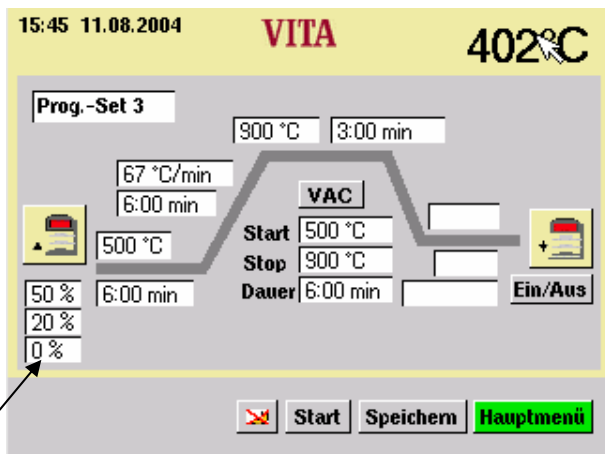 15:45 11.08.2004
VITA
402°C
Prog.-Set 3
900 °C
3:00 min
67 °C/min
6:00 min
VAC
500 °C
Start 500 °C
Stop 900 °C
50 %
6:00 min
Dauer 6:00 min
Ein/Aus
20 %
0 %
Start
Speichern
Hauptmenü